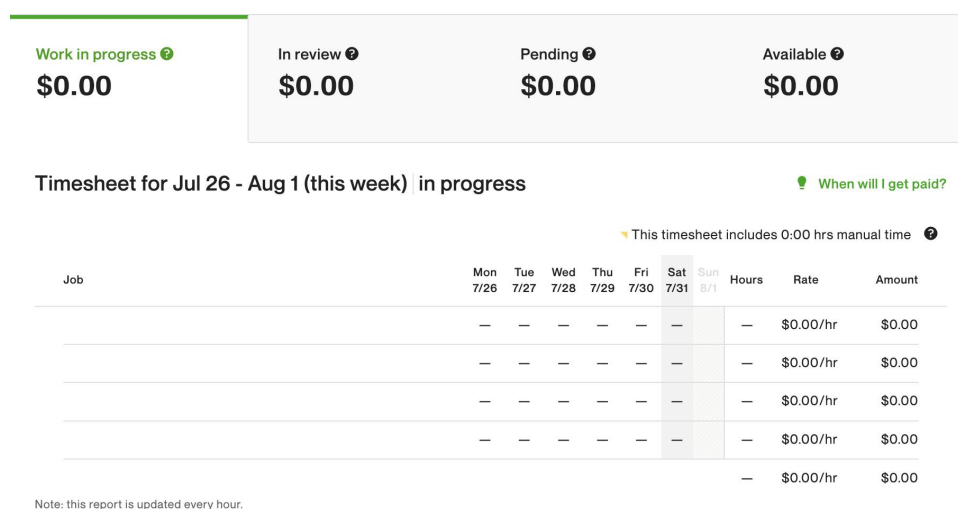 Work in progress In review Pending Available
$0.00 $0.00 $0.00 $0.00
Timesheet for Jul 26 - Aug 1 (this week) in progress When will I get paid?
This timesheet includes 0:00 hrs manual time
Job Mon 7/26 Tue 7/27 Wed 7/28 Thu 7/29 Fri 7/30 Sat 7/31 Sun 8/1 Hours Rate Amount
— — — — — — — $0.00/hr $0.00
— — — — — — — $0.00/hr $0.00
— — — — — — — $0.00/hr $0.00
— — — — — — — $0.00/hr $0.00
— $0.00/hr $0.00
Note: this report is updated every hour.